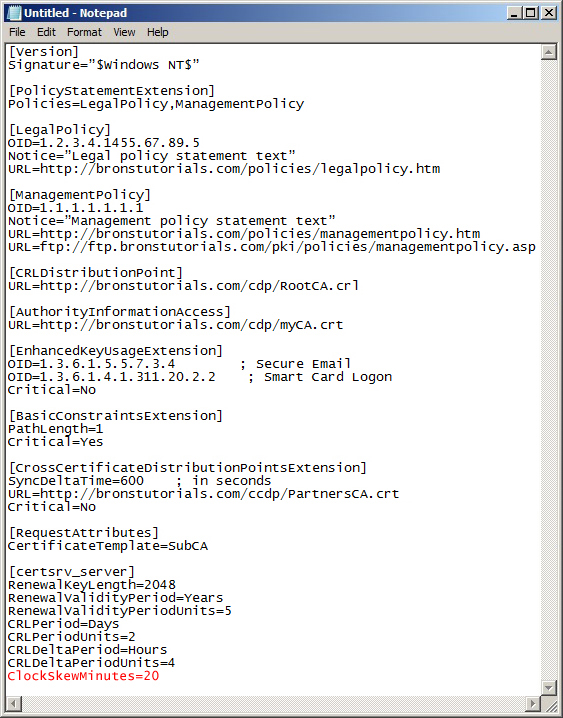 Untitled - Notepad
File Edit Format View Help
[Version]
Signature=”$Windows NT$”
[PolicyStatementExtension]
Policies=LegalPolicy,ManagementPolicy
[LegalPolicy]
OID=1.2.3.4.1455.67.89.5
Notice=”Legal policy statement text”
URL=http://bronstutorials.com/policies/legalpolicy.htm
[ManagementPolicy]
OID=1.1.1.1.1.1.1
Notice=”Management policy statement text”
URL=http://bronstutorials.com/policies/managementpolicy.htm
URL=ftp://ftp.bronstutorials.com/pki/policies/managementpolicy.asp
[CRLDistributionPoint]
URL=http://bronstutorials.com/cdp/RootCA.crl
[AuthorityInformationAccess]
URL=http://bronstutorials.com/cdp/myCA.crt
[EnhancedKeyUsageExtension]
OID=1.3.6.1.5.5.7.3.4 ; Secure Email
OID=1.3.6.1.4.1.311.20.2.2 ; Smart Card Logon
Critical=No
[BasicConstraintsExtension]
PathLength=1
Critical=Yes
[CrossCertificateDistributionPointsExtension]
SyncDeltaTime=600 ; in seconds
URL=http://bronstutorials.com/ccdp/PartnersCA.crt
Critical=No
[RequestAttributes]
CertificateTemplate=SubCA
[certsrv_server]
RenewalKeyLength=2048
RenewalValidityPeriod=Years
RenewalValidityPeriodUnits=5
CRLPeriod=Days
CRLPeriodUnits=2
CRLDeltaPeriod=Hours
CRLDeltaPeriodUnits=4
ClockSkewMinutes=20